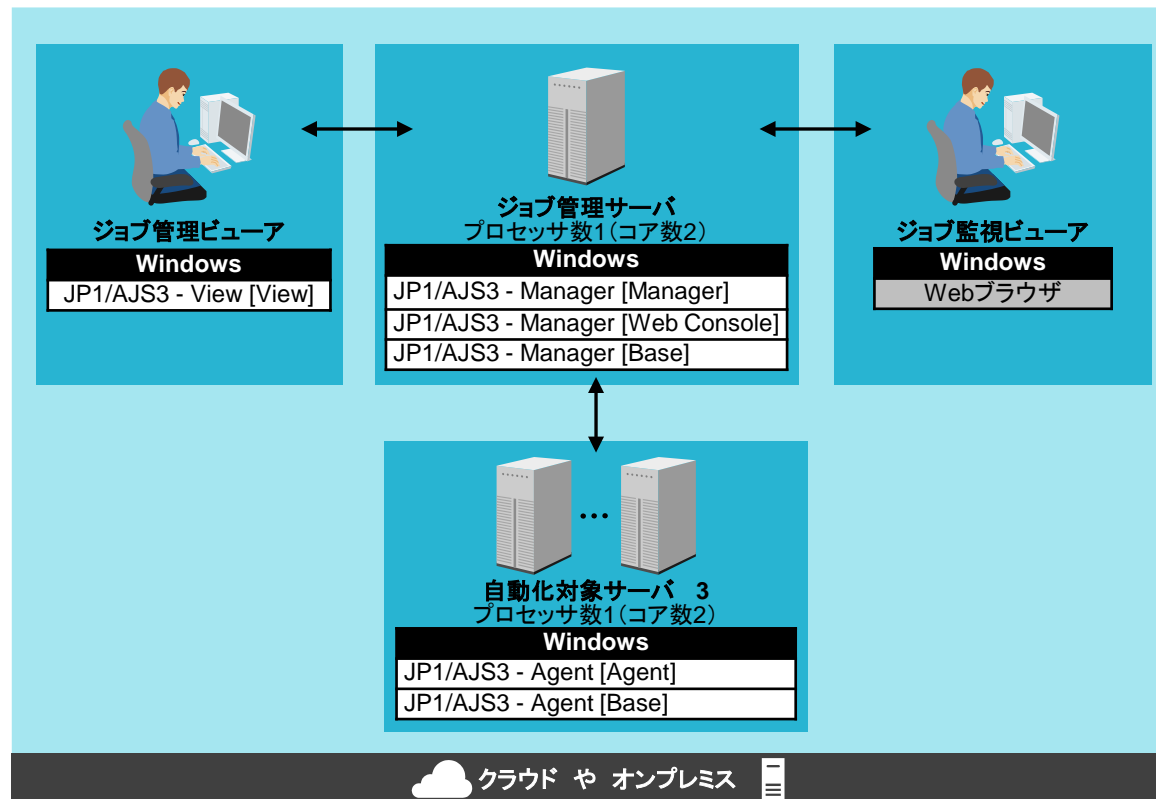 ジョブ管理ビューア
Windows
JP1/AJS3 - View [View]
ジョブ管理サーバ
プロセッサ数1(コア数2)
Windows
JP1/AJS3 - Manager [Manager]
JP1/AJS3 - Manager [Web Console]
JP1/AJS3 - Manager [Base]
ジョブ監視ビューア
Windows
Webブラウザ
…
自動化対象サーバ 3
プロセッサ数1(コア数2)
Windows
JP1/AJS3 - Agent [Agent]
JP1/AJS3 - Agent [Base]
クラウド や オンプレミス